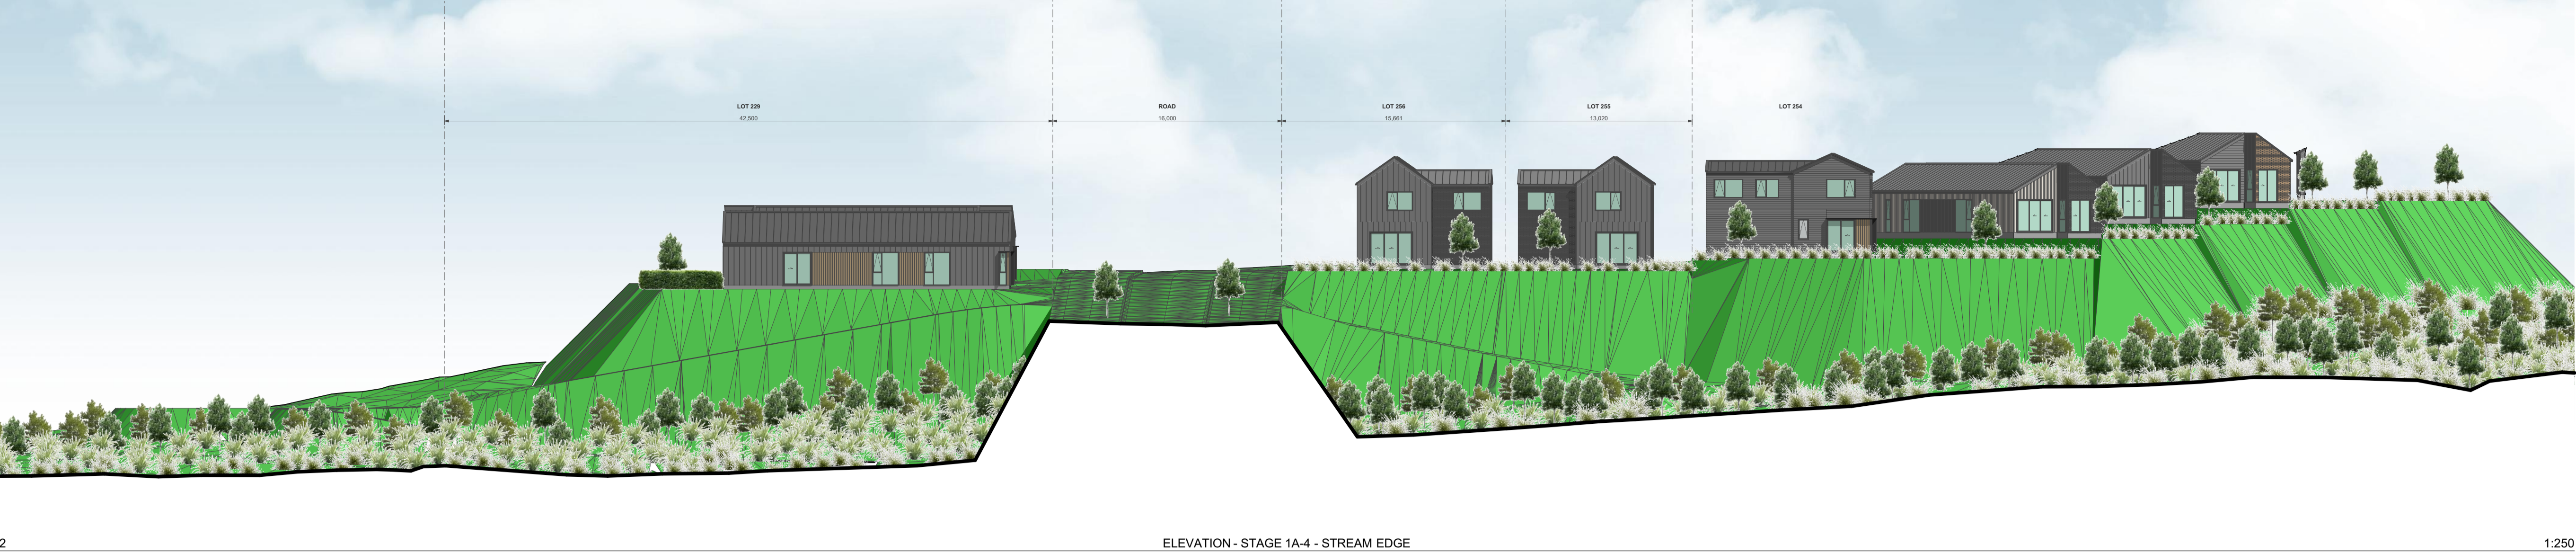 LOT 229
ROAD
LOT 256
LOT 255
LOT 254
42,500
16,000
15,661
13,020
2
ELEVATION - STAGE 1A-4 - STREAM EDGE
1:250